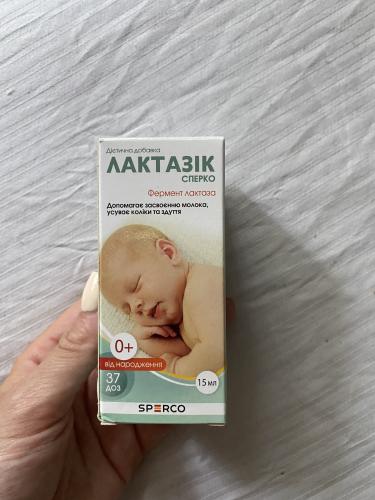 Дієтична добавка
ЛАКТАЗІК
СПЕРКО
Фермент лактаза
Допомагає засвоєнню молока,
усуває коліки та здуття
0+
від народження
37
ДОЗ
15 мл
SPERCO